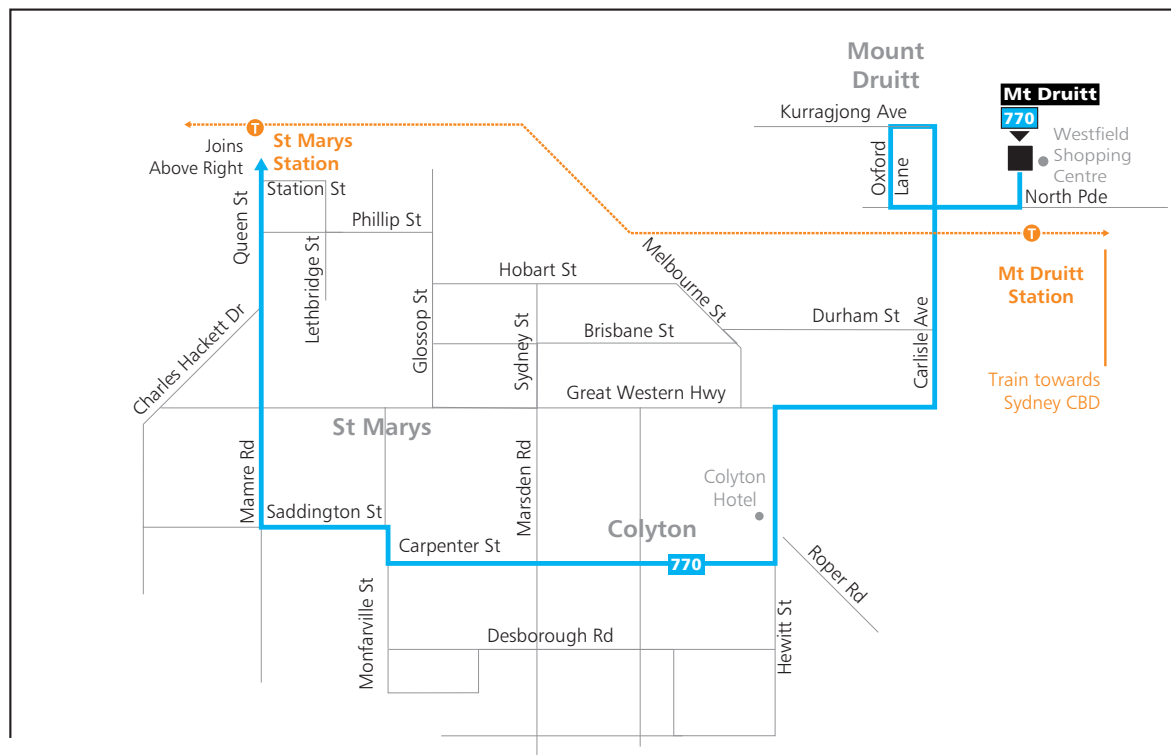 Mount
Druitt
Mt Druitt
770
Kurragjong Ave
Westfield
Shopping
Centre
Oxford
Lane
North Pde
T
St Marys
Station
Joins
Above Right
Station St
Queen St
Phillip St
Lethbridge St
T
Mt Druitt
Station
Melbourne St
Hobart St
Durham St
Brisbane St
Glossop St
Sydney St
Carlisle Ave
Charles Hackett Dr
Great Western Hwy
Train towards
Sydney CBD
St Marys
Mamre Rd
Marsden Rd
Colyton
Hotel
Saddington St
Colyton
Carpenter St
770
Roper Rd
Monfarville St
Desborough Rd
Hewitt St